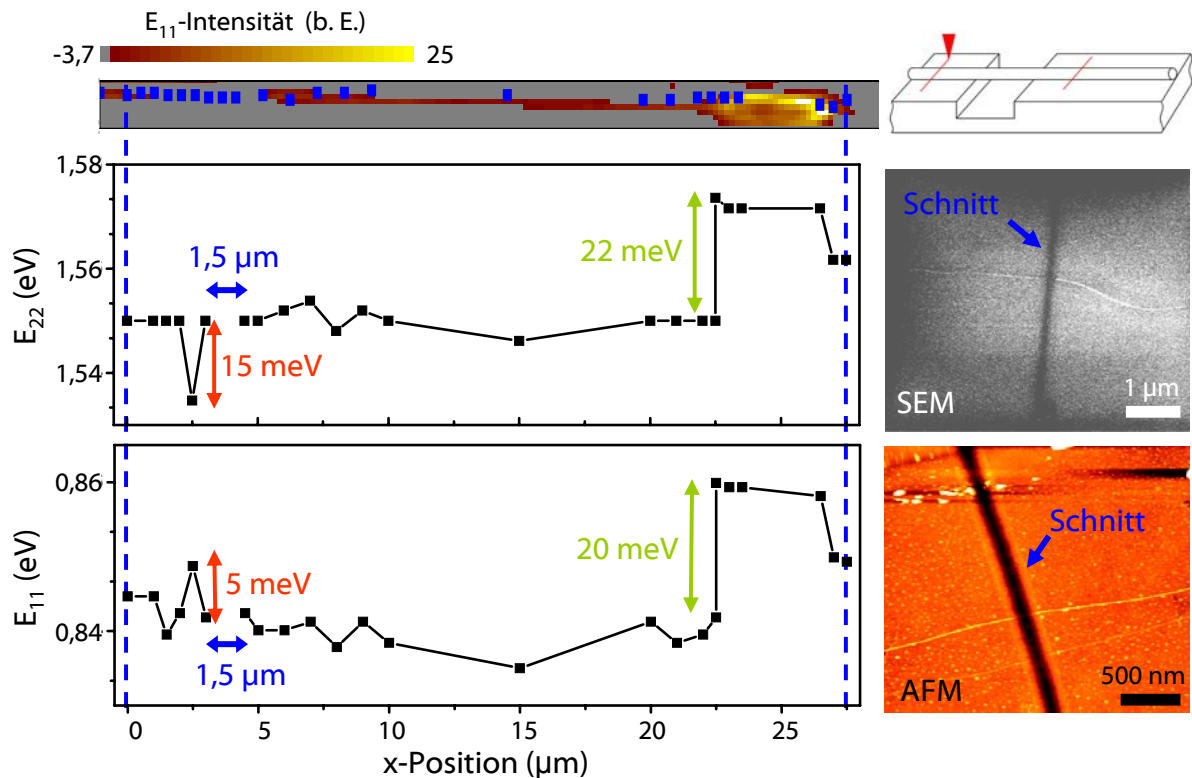 E₁₁-Intensität (b. E.)
-3,7
25
1,58
1,56
1,54
E₂₂ (eV)
1,5 µm
15 meV
22 meV
Schnitt
SEM
1 µm
0,86
0,84
E₁₁ (eV)
5 meV
1,5 µm
20 meV
Schnitt
AFM
500 nm
0 5 10 15 20 25
x-Position (µm)